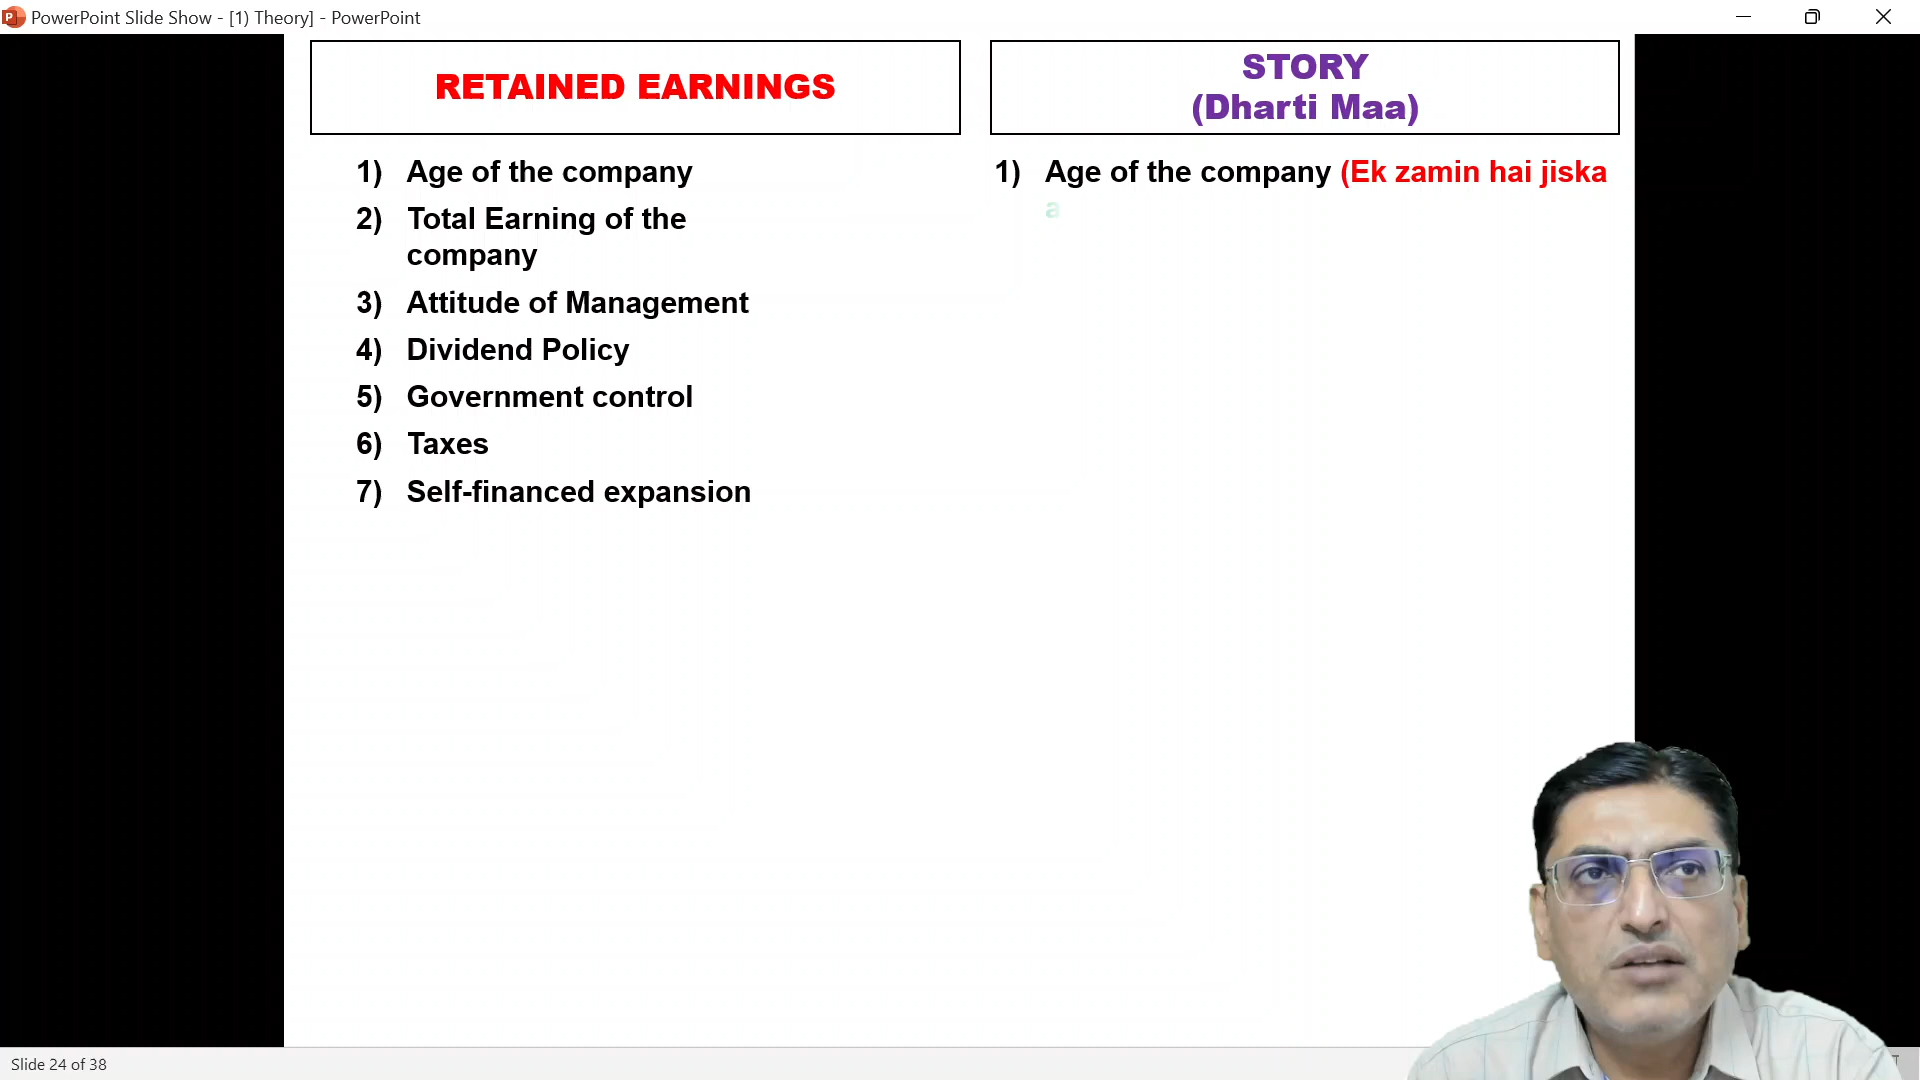 PowerPoint Slide Show - [1) Theory] - PowerPoint
RETAINED EARNINGS
1) Age of the company
2) Total Earning of the
company
3) Attitude of Management
4) Dividend Policy
5) Government control
6) Taxes
7) Self-financed expansion
STORY
(Dharti Maa)
1) Age of the company (Ek zamin hai jiska
a
Slide 24 of 38